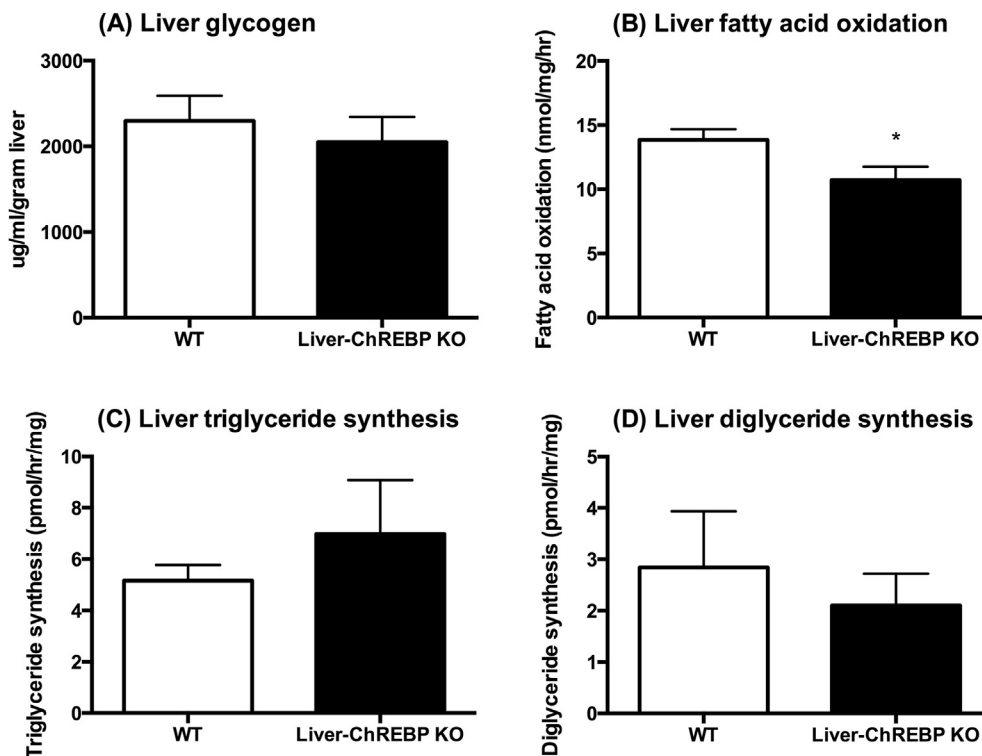 (A) Liver glycogen
ug/ml/gram liver
3000
2000
1000
0
WT
Liver-ChREBP KO
(B) Liver fatty acid oxidation
Fatty acid oxidation (nmol/mg/hr)
20
15
10
5
0
*
WT
Liver-ChREBP KO
(C) Liver triglyceride synthesis
Triglyceride synthesis (pmol/hr/mg)
10
8
6
4
2
0
WT
Liver-ChREBP KO
(D) Liver diglyceride synthesis
Diglyceride synthesis (pmol/hr/mg)
5
4
3
2
1
0
WT
Liver-ChREBP KO